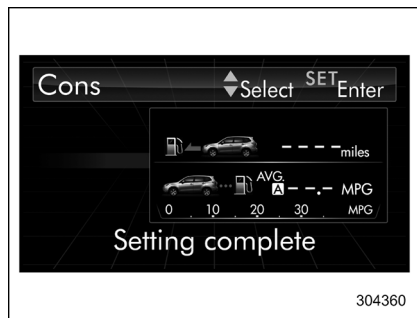 Cons Select SET Enter
---- miles
AVG. A --.- MPG
0 10 20 30 MPG
Setting complete
304360